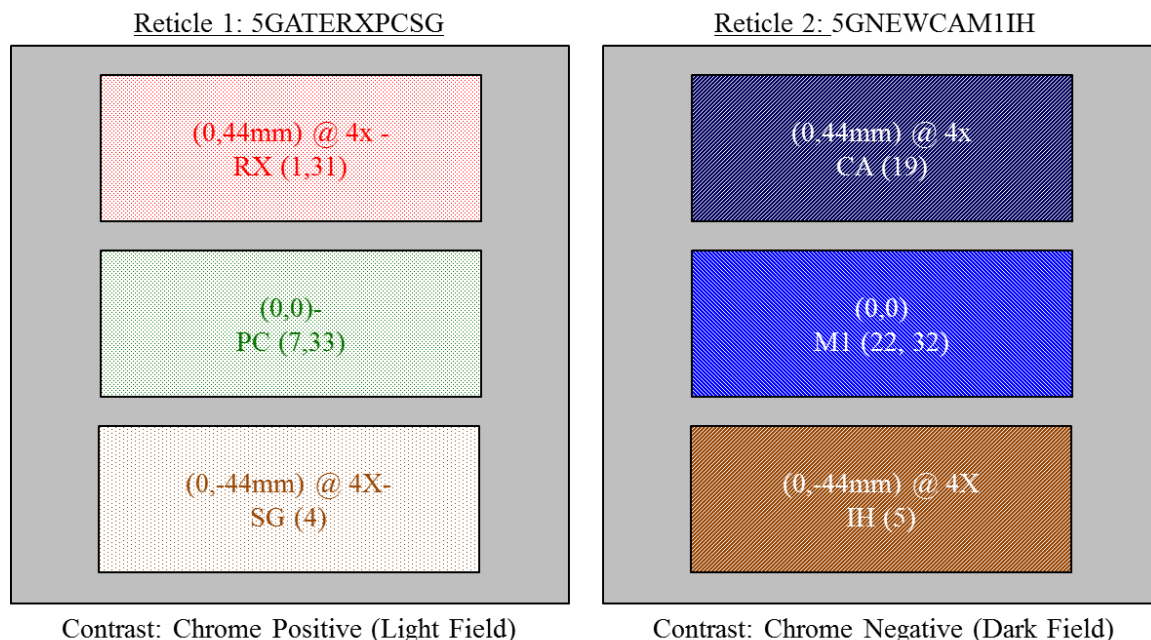 Reticle 1: 5GATERXPCSG
(0,44mm) @ 4x -
RX (1,31)
(0,0)-
PC (7,33)
(0,-44mm) @ 4X-
SG (4)
Contrast: Chrome Positive (Light Field)
Reticle 2: 5GNEWCAM1IH
(0,44mm) @ 4x
CA (19)
(0,0)
M1 (22, 32)
(0,-44mm) @ 4X
IH (5)
Contrast: Chrome Negative (Dark Field)